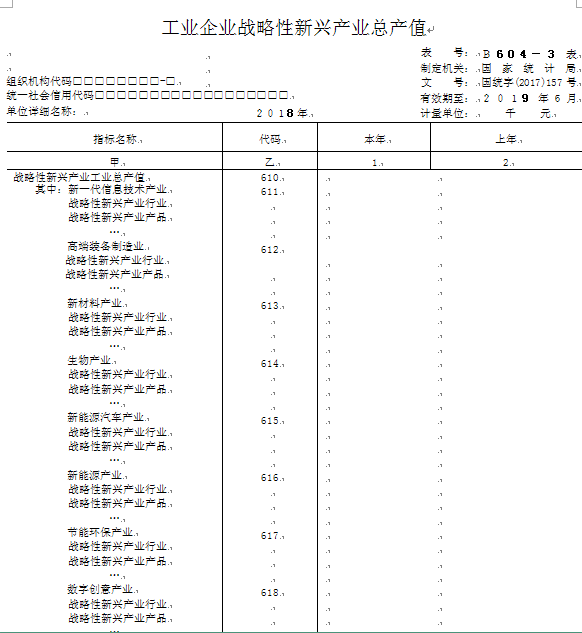 工业企业战略性新兴产业总产值
表 号: B604-3表
制定机关: 国家统计局
组织机构代码□□□□□□□□-□ 文 号: 国统字(2017)157号
统一社会信用代码□□□□□□□□□□□□□□□□□□ 有效期至: 2019年6月
单位详细名称: 2018年 计量单位: 千 元
指标名称 代码 本年 上年
甲 乙 1 2
战略性新兴产业工业总产值 610
其中:新一代信息技术产业 611
战略性新兴产业行业
战略性新兴产业产品
…
高端装备制造业 612
战略性新兴产业行业
战略性新兴产业产品
…
新材料产业 613
战略性新兴产业行业
战略性新兴产业产品
…
生物产业 614
战略性新兴产业行业
战略性新兴产业产品
…
新能源汽车产业 615
战略性新兴产业行业
战略性新兴产业产品
…
新能源产业 616
战略性新兴产业行业
战略性新兴产业产品
…
节能环保产业 617
战略性新兴产业行业
战略性新兴产业产品
…
数字创意产业 618
战略性新兴产业行业
战略性新兴产业产品
…